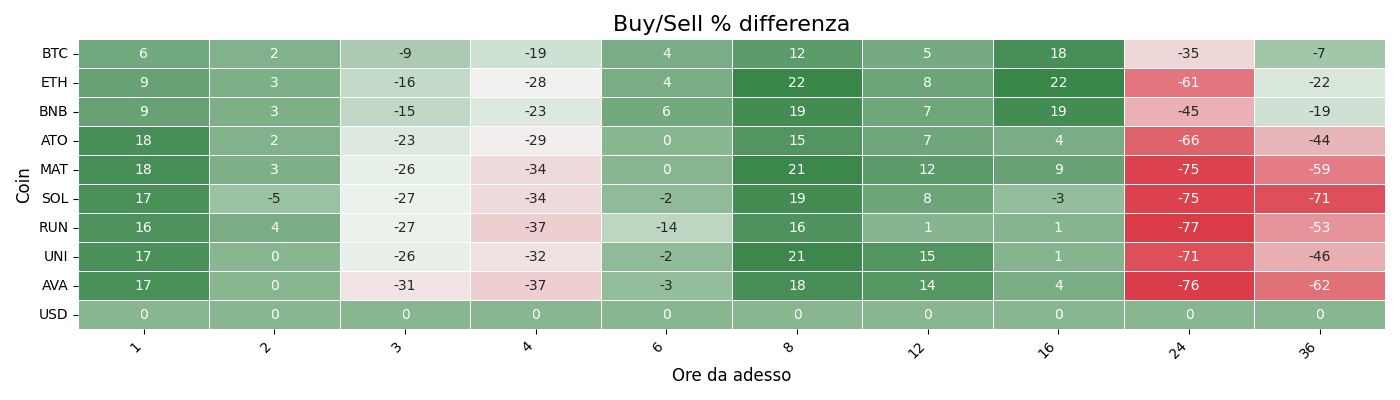 Buy/Sell % differenza
Coin
BTC 6 2 -9 -19 4 12 5 18 -35 -7
ETH 9 3 -16 -28 4 22 8 22 -61 -22
BNB 9 3 -15 -23 6 19 7 19 -45 -19
ATO 18 2 -23 -29 0 15 7 4 -66 -44
MAT 18 3 -26 -34 0 21 12 9 -75 -59
SOL 17 -5 -27 -34 -2 19 8 -3 -75 -71
RUN 16 4 -27 -37 -14 16 1 1 -77 -53
UNI 17 0 -26 -32 -2 21 15 1 -71 -46
AVA 17 0 -31 -37 -3 18 14 4 -76 -62
USD 0 0 0 0 0 0 0 0 0 0
1 2 3 4 6 8 12 16 24 36
Ore da adesso